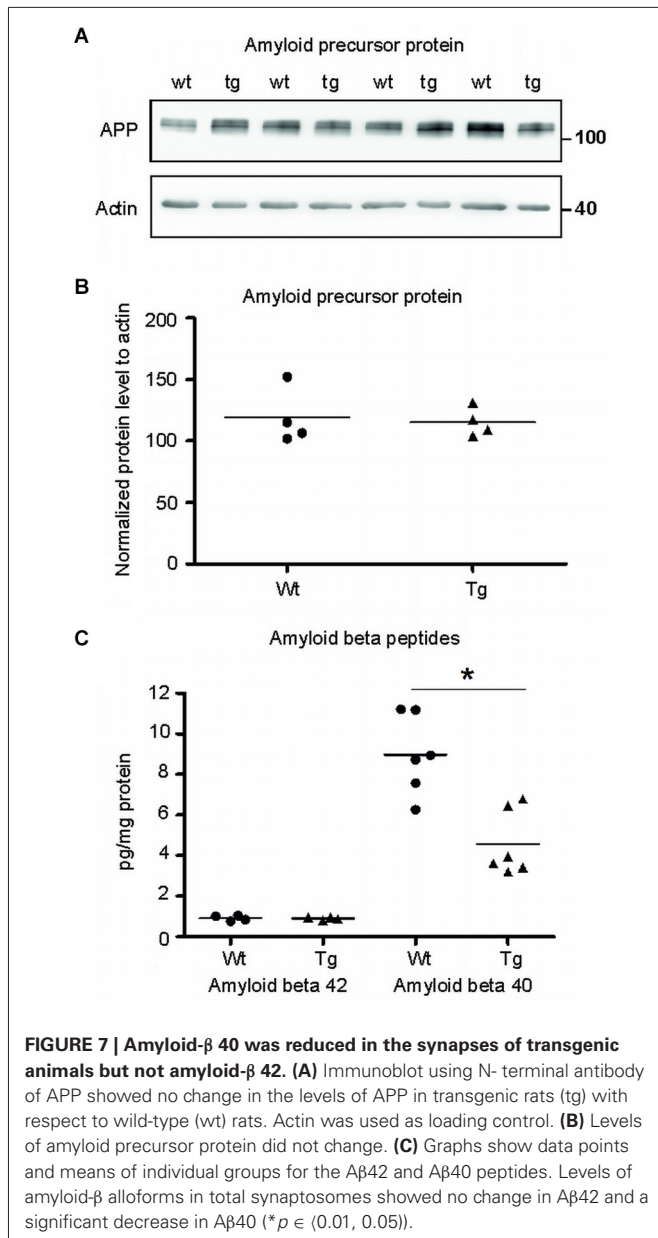 A
Amyloid precursor protein
wt tg wt tg wt tg wt tg
APP
100
Actin
40
B
Amyloid precursor protein
Normalized protein level to actin
200
150
100
50
0
Wt Tg
C
Amyloid beta peptides
*
pg/mg protein
12
10
8
6
4
2
0
Wt Tg Wt Tg
Amyloid beta 42 Amyloid beta 40
FIGURE 7 | Amyloid-β 40 was reduced in the synapses of transgenic
animals but not amyloid-β 42. (A) Immunoblot using N- terminal antibody
of APP showed no change in the levels of APP in transgenic rats (tg) with
respect to wild-type (wt) rats. Actin was used as loading control. (B) Levels
of amyloid precursor protein did not change. (C) Graphs show data points
and means of individual groups for the Aβ42 and Aβ40 peptides. Levels of
amyloid-β alloforms in total synaptosomes showed no change in Aβ42 and a
significant decrease in Aβ40 (*p ∈ ⟨0.01, 0.05⟩).